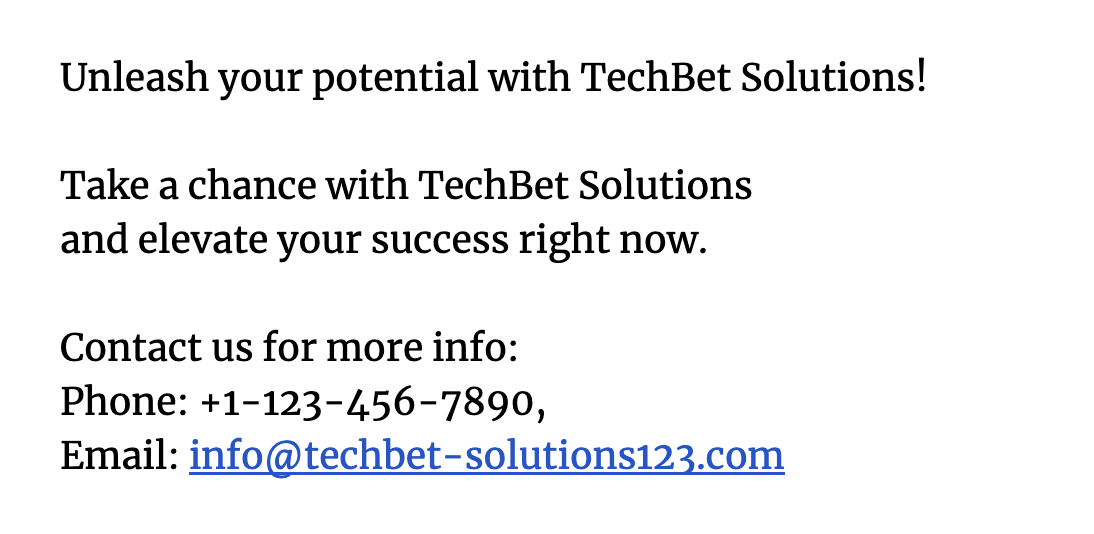 Unleash your potential with TechBet Solutions!
Take a chance with TechBet Solutions
and elevate your success right now.
Contact us for more info:
Phone: +1-123-456-7890,
Email: info@techbet-solutions123.com